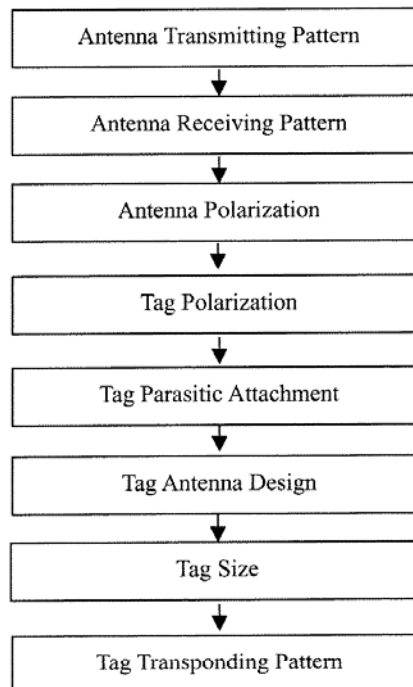 Antenna Transmitting Pattern
Antenna Receiving Pattern
Antenna Polarization
Tag Polarization
Tag Parasitic Attachment
Tag Antenna Design
Tag Size
Tag Transponding Pattern